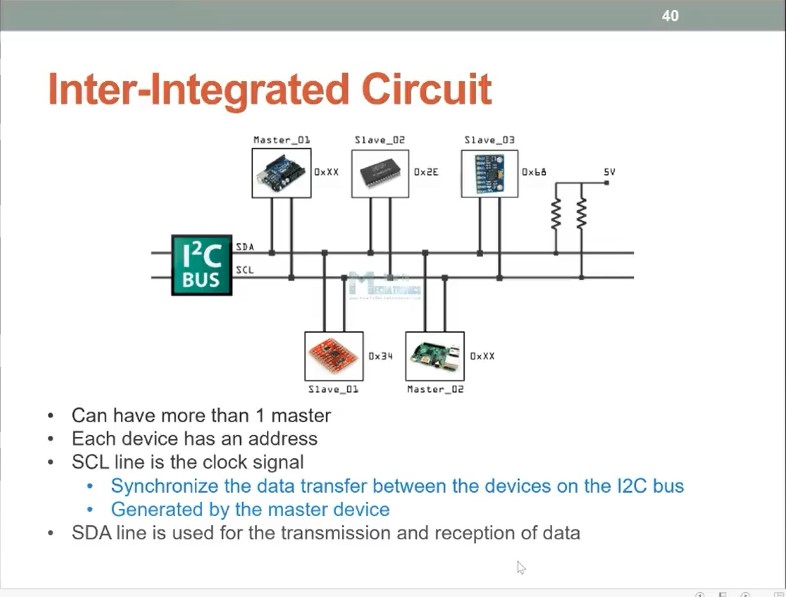 40
Inter-Integrated Circuit
Master_01
Slave_02
Slave_03
0xXX
0x2E
0x68
5V
I²C
BUS
SDA
SCL
MECHATRONICS
0x34
0xXX
Slave_01
Master_02
• Can have more than 1 master
• Each device has an address
• SCL line is the clock signal
• Synchronize the data transfer between the devices on the I2C bus
• Generated by the master device
• SDA line is used for the transmission and reception of data